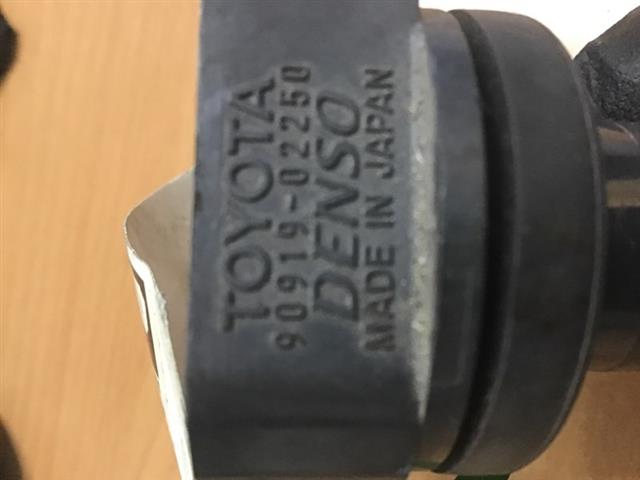 TOYOTA
90919-02250
DENSO
MADE IN JAPAN